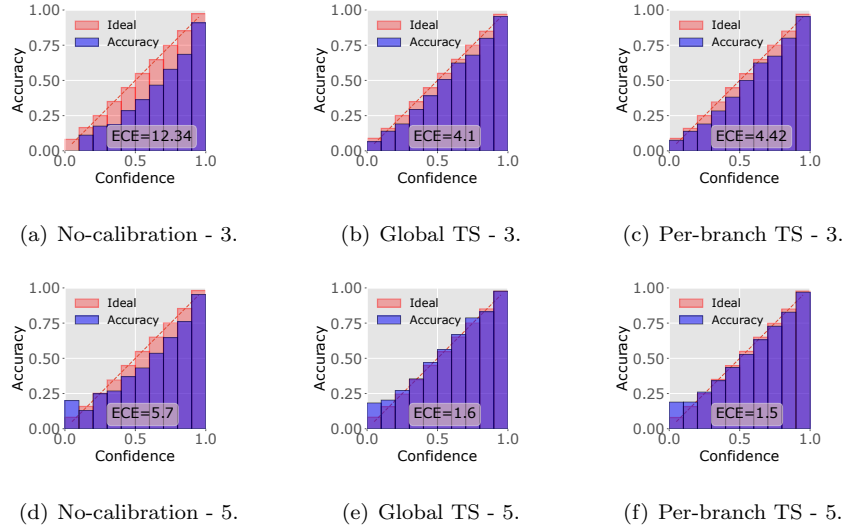 1.00
0.75
0.50
0.25
0.00
Accuracy
Ideal
Accuracy
ECE=12.34
0.0
0.5
1.0
Confidence
1.00
0.75
0.50
0.25
0.00
Accuracy
Ideal
Accuracy
ECE=4.1
0.0
0.5
1.0
Confidence
1.00
0.75
0.50
0.25
0.00
Accuracy
Ideal
Accuracy
ECE=4.42
0.0
0.5
1.0
Confidence
(a) No-calibration - 3.
(b) Global TS - 3.
(c) Per-branch TS - 3.
1.00
0.75
0.50
0.25
0.00
Accuracy
Ideal
Accuracy
ECE=5.7
0.0
0.5
1.0
Confidence
1.00
0.75
0.50
0.25
0.00
Accuracy
Ideal
Accuracy
ECE=1.6
0.0
0.5
1.0
Confidence
1.00
0.75
0.50
0.25
0.00
Accuracy
Ideal
Accuracy
ECE=1.5
0.0
0.5
1.0
Confidence
(d) No-calibration - 5.
(e) Global TS - 5.
(f) Per-branch TS - 5.